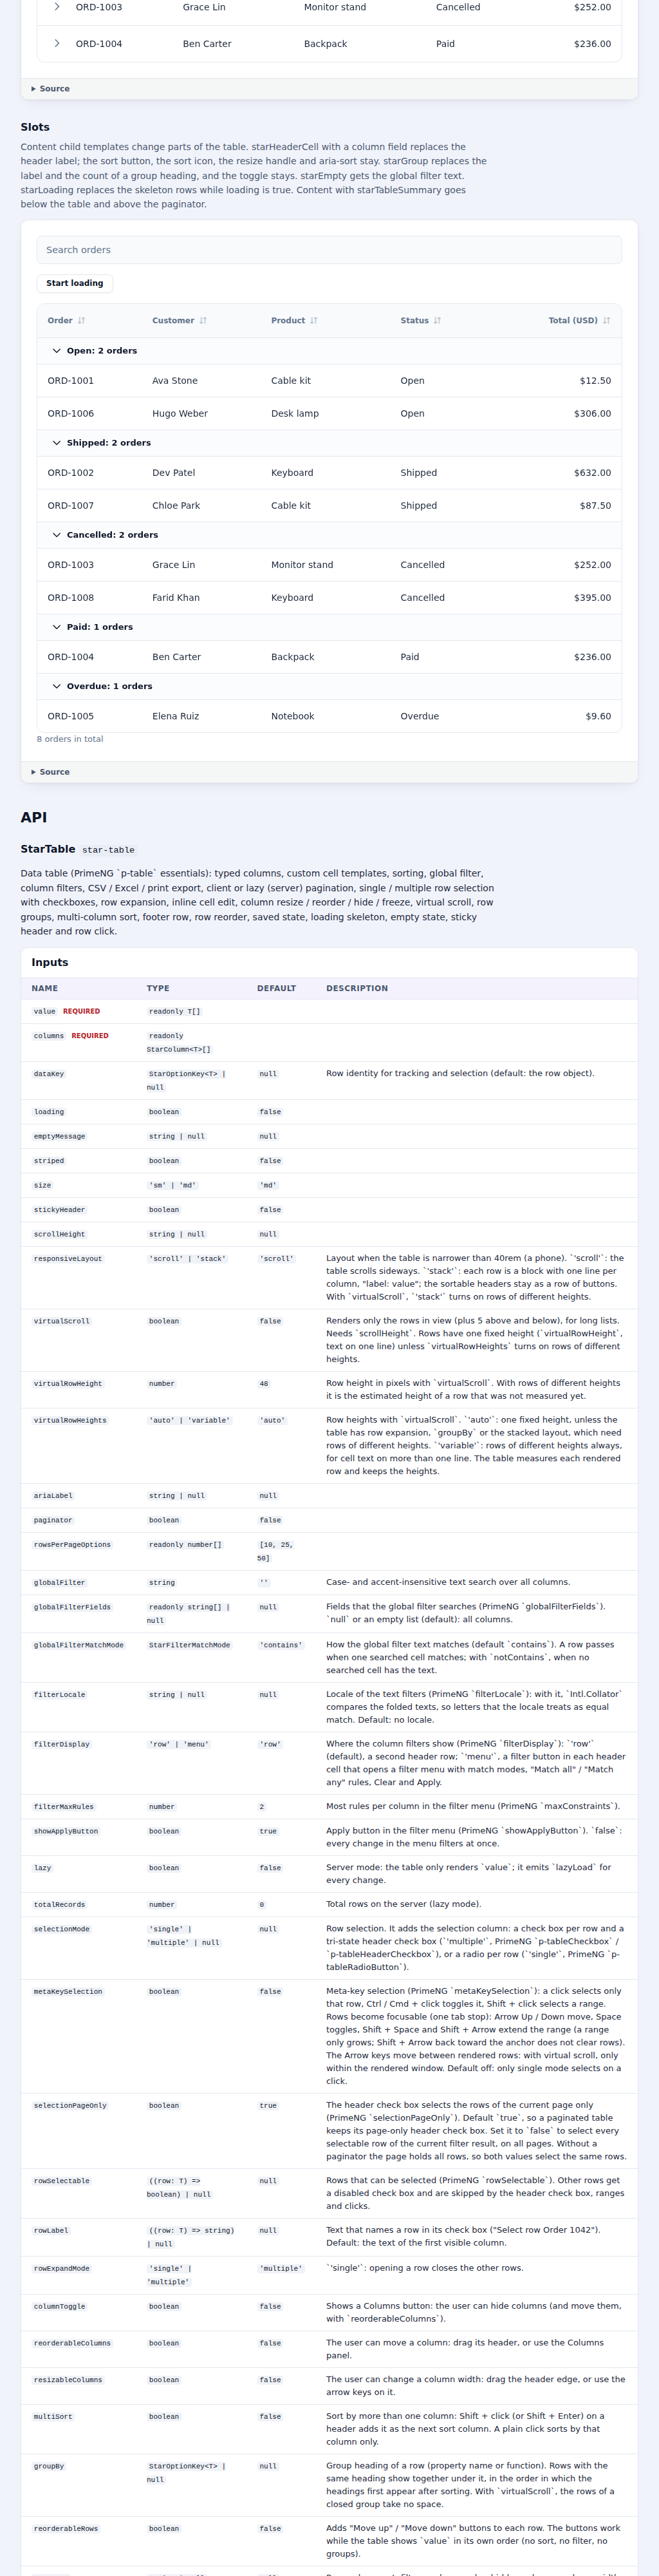 ORD-1003 Grace Lin Monitor stand Cancelled $252.00
ORD-1004 Ben Carter Backpack Paid $236.00
Source
Slots
Content child templates change parts of the table. starHeaderCell with a column field replaces the
header label; the sort button, the sort icon, the resize handle and aria-sort stay. starGroup replaces the
label and the count of a group heading, and the toggle stays. starEmpty gets the global filter text.
starLoading replaces the skeleton rows while loading is true. Content with starTableSummary goes
below the table and above the paginator.
Search orders
Start loading
Order Customer Product Status Total (USD)
Open: 2 orders
ORD-1001 Ava Stone Cable kit Open $12.50
ORD-1006 Hugo Weber Desk lamp Open $306.00
Shipped: 2 orders
ORD-1002 Dev Patel Keyboard Shipped $632.00
ORD-1007 Chloe Park Cable kit Shipped $87.50
Cancelled: 2 orders
ORD-1003 Grace Lin Monitor stand Cancelled $252.00
ORD-1008 Farid Khan Keyboard Cancelled $395.00
Paid: 1 orders
ORD-1004 Ben Carter Backpack Paid $236.00
Overdue: 1 orders
ORD-1005 Elena Ruiz Notebook Overdue $9.60
8 orders in total
Source
API
StarTable star-table
Data table (PrimeNG `p-table` essentials): typed columns, custom cell templates, sorting, global filter,
column filters, CSV / Excel / print export, client or lazy (server) pagination, single / multiple row selection
with checkboxes, row expansion, inline cell edit, column resize / reorder / hide / freeze, virtual scroll, row
groups, multi-column sort, footer row, row reorder, saved state, loading skeleton, empty state, sticky
header and row click.
Inputs
NAME TYPE DEFAULT DESCRIPTION
value REQUIRED readonly T[]
columns REQUIRED readonly
StarColumn<T>[]
dataKey StarOptionKey<T> | null Row identity for tracking and selection (default: the row object).
null
loading boolean false
emptyMessage string | null null
striped boolean false
size 'sm' | 'md' 'md'
stickyHeader boolean false
scrollHeight string | null null
responsiveLayout 'scroll' | 'stack' 'scroll' Layout when the table is narrower than 40rem (a phone). `'scroll'`: the
table scrolls sideways. `'stack'`: each row is a block with one line per
column, "label: value"; the sortable headers stay as a row of buttons.
With `virtualScroll`, `'stack'` turns on rows of different heights.
virtualScroll boolean false Renders only the rows in view (plus 5 above and below), for long lists.
Needs `scrollHeight`. Rows have one fixed height (`virtualRowHeight`,
text on one line) unless `virtualRowHeights` turns on rows of different
heights.
virtualRowHeight number 48 Row height in pixels with `virtualScroll`. With rows of different heights
it is the estimated height of a row that was not measured yet.
virtualRowHeights 'auto' | 'variable' 'auto' Row heights with `virtualScroll`. `'auto'`: one fixed height, unless the
table has row expansion, `groupBy` or the stacked layout, which need
rows of different heights. `'variable'`: rows of different heights always,
for cell text on more than one line. The table measures each rendered
row and keeps the heights.
ariaLabel string | null null
paginator boolean false
rowsPerPageOptions readonly number[] [10, 25,
50]
globalFilter string '' Case- and accent-insensitive text search over all columns.
globalFilterFields readonly string[] | null Fields that the global filter searches (PrimeNG `globalFilterFields`).
null `null` or an empty list (default): all columns.
globalFilterMatchMode StarFilterMatchMode 'contains' How the global filter text matches (default `contains`). A row passes
when one searched cell matches; with `notContains`, when no
searched cell has the text.
filterLocale string | null null Locale of the text filters (PrimeNG `filterLocale`): with it, `Intl.Collator`
compares the folded texts, so letters that the locale treats as equal
match. Default: no locale.
filterDisplay 'row' | 'menu' 'row' Where the column filters show (PrimeNG `filterDisplay`): `'row'`
(default), a second header row; `'menu'`, a filter button in each header
cell that opens a filter menu with match modes, "Match all" / "Match
any" rules, Clear and Apply.
filterMaxRules number 2 Most rules per column in the filter menu (PrimeNG `maxConstraints`).
showApplyButton boolean true Apply button in the filter menu (PrimeNG `showApplyButton`). `false`:
every change in the menu filters at once.
lazy boolean false Server mode: the table only renders `value`; it emits `lazyLoad` for
every change.
totalRecords number 0 Total rows on the server (lazy mode).
selectionMode 'single' | null Row selection. It adds the selection column: a check box per row and a
'multiple' | null tri-state header check box (`'multiple'`, PrimeNG `p-tableCheckbox` /
`p-tableHeaderCheckbox`), or a radio per row (`'single'`, PrimeNG `p-
tableRadioButton`).
metaKeySelection boolean false Meta-key selection (PrimeNG `metaKeySelection`): a click selects only
that row, Ctrl / Cmd + click toggles it, Shift + click selects a range.
Rows become focusable (one tab stop): Arrow Up / Down move, Space
toggles, Shift + Space and Shift + Arrow extend the range (a range
only grows; Shift + Arrow back toward the anchor does not clear rows).
The Arrow keys move between rendered rows: with virtual scroll, only
within the rendered window. Default off: only single mode selects on a
click.
selectionPageOnly boolean true The header check box selects the rows of the current page only
(PrimeNG `selectionPageOnly`). Default `true`, so a paginated table
keeps its page-only header check box. Set it to `false` to select every
selectable row of the current filter result, on all pages. Without a
paginator the page holds all rows, so both values select the same rows.
rowSelectable ((row: T) => null Rows that can be selected (PrimeNG `rowSelectable`). Other rows get
boolean) | null a disabled check box and are skipped by the header check box, ranges
and clicks.
rowLabel ((row: T) => string) null Text that names a row in its check box ("Select row Order 1042").
| null Default: the text of the first visible column.
rowExpandMode 'single' | 'multiple' `'single'`: opening a row closes the other rows.
'multiple'
columnToggle boolean false Shows a Columns button: the user can hide columns (and move them,
with `reorderableColumns`).
reorderableColumns boolean false The user can move a column: drag its header, or use the Columns
panel.
resizableColumns boolean false The user can change a column width: drag the header edge, or use the
arrow keys on it.
multiSort boolean false Sort by more than one column: Shift + click (or Shift + Enter) on a
header adds it as the next sort column. A plain click sorts by that
column only.
groupBy StarOptionKey<T> | null Group heading of a row (property name or function). Rows with the
null same heading show together under it, in the order in which the
headings first appear after sorting. With `virtualScroll`, the rows of a
closed group take no space.
reorderableRows boolean false Adds "Move up" / "Move down" buttons to each row. The buttons work
while the table shows `value` in its own order (no sort, no filter, no
groups).